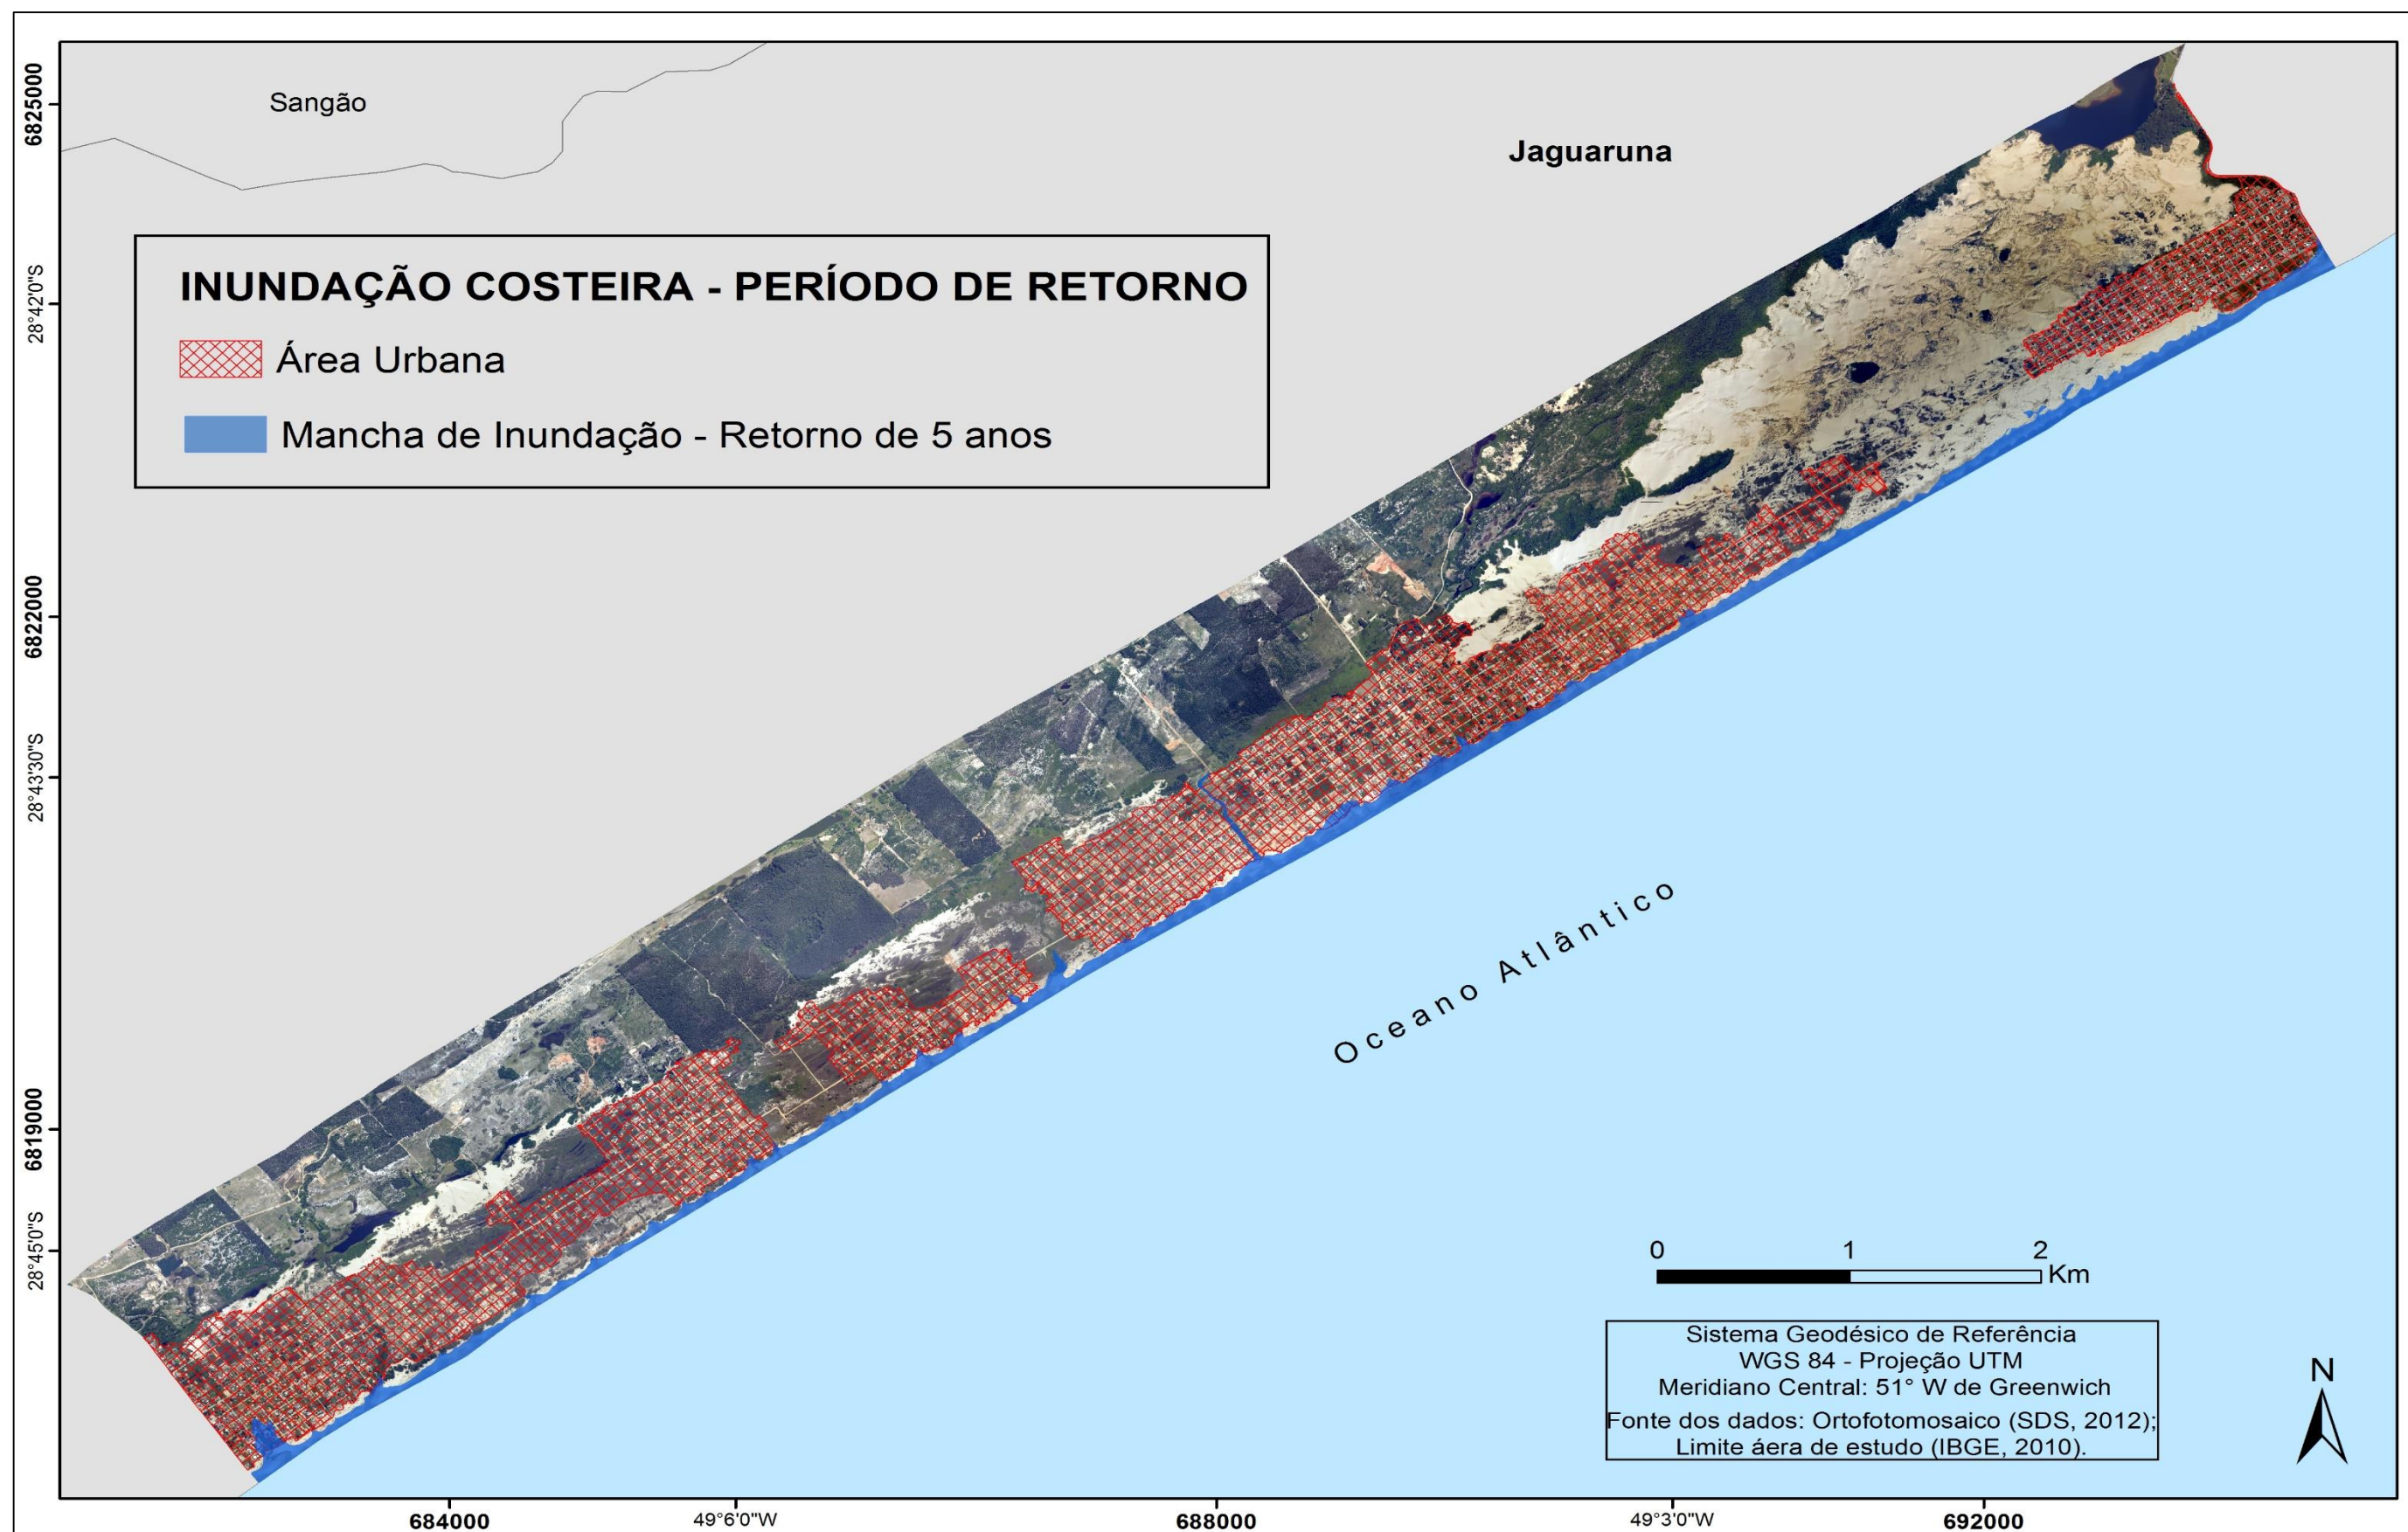 Sangão
Jaguaruna
INUNDAÇÃO COSTEIRA - PERÍODO DE RETORNO
Área Urbana
Mancha de Inundação - Retorno de 5 anos
6825000
28°42'0"S
6822000
28°43'30"S
6819000
28°45'0"S
Oceano Atlântico
0 1 2
Km
Sistema Geodésico de Referência
WGS 84 - Projeção UTM
Meridiano Central: 51° W de Greenwich
Fonte dos dados: Ortofotomosaico (SDS, 2012);
Limite áera de estudo (IBGE, 2010).
N
684000 49°6'0"W 688000 49°3'0"W 692000